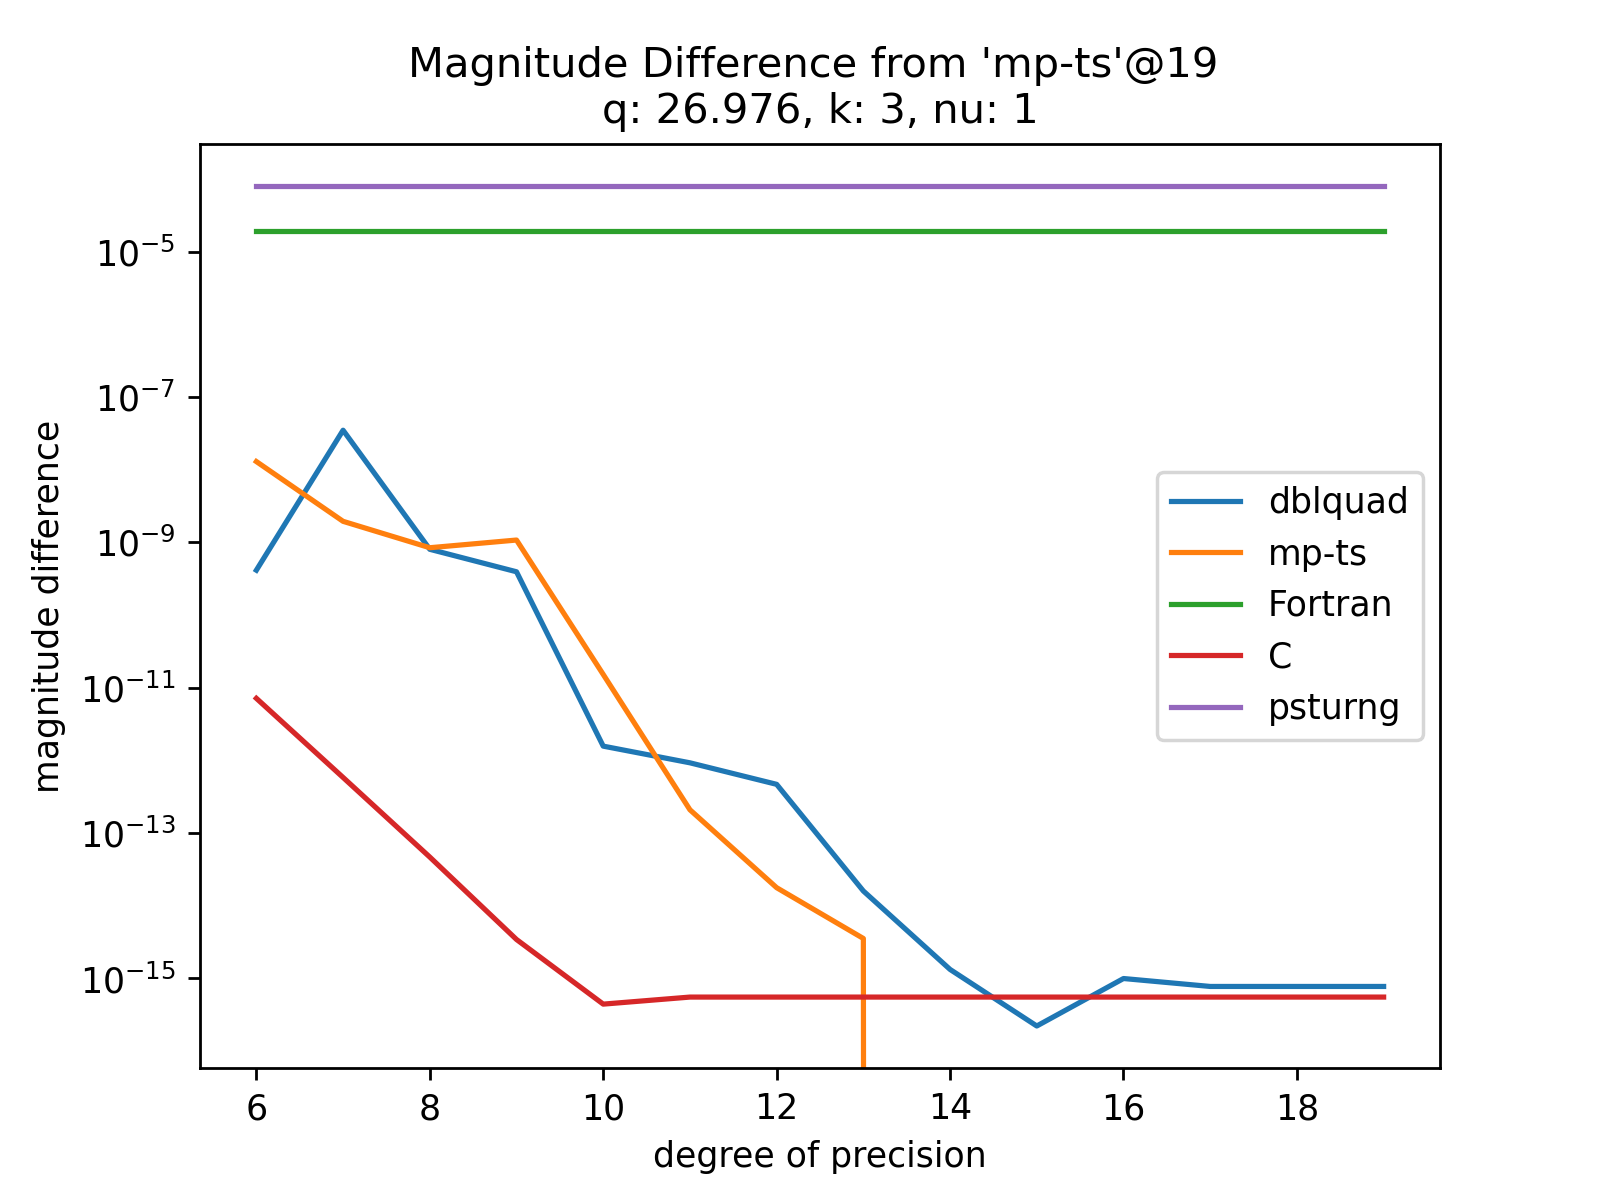 Magnitude Difference from 'mp-ts'@19
q: 26.976, k: 3, nu: 1
magnitude difference
10⁻⁵
10⁻⁷
10⁻⁹
10⁻¹¹
10⁻¹³
10⁻¹⁵
dblquad
mp-ts
Fortran
C
psturng
6 8 10 12 14 16 18
degree of precision